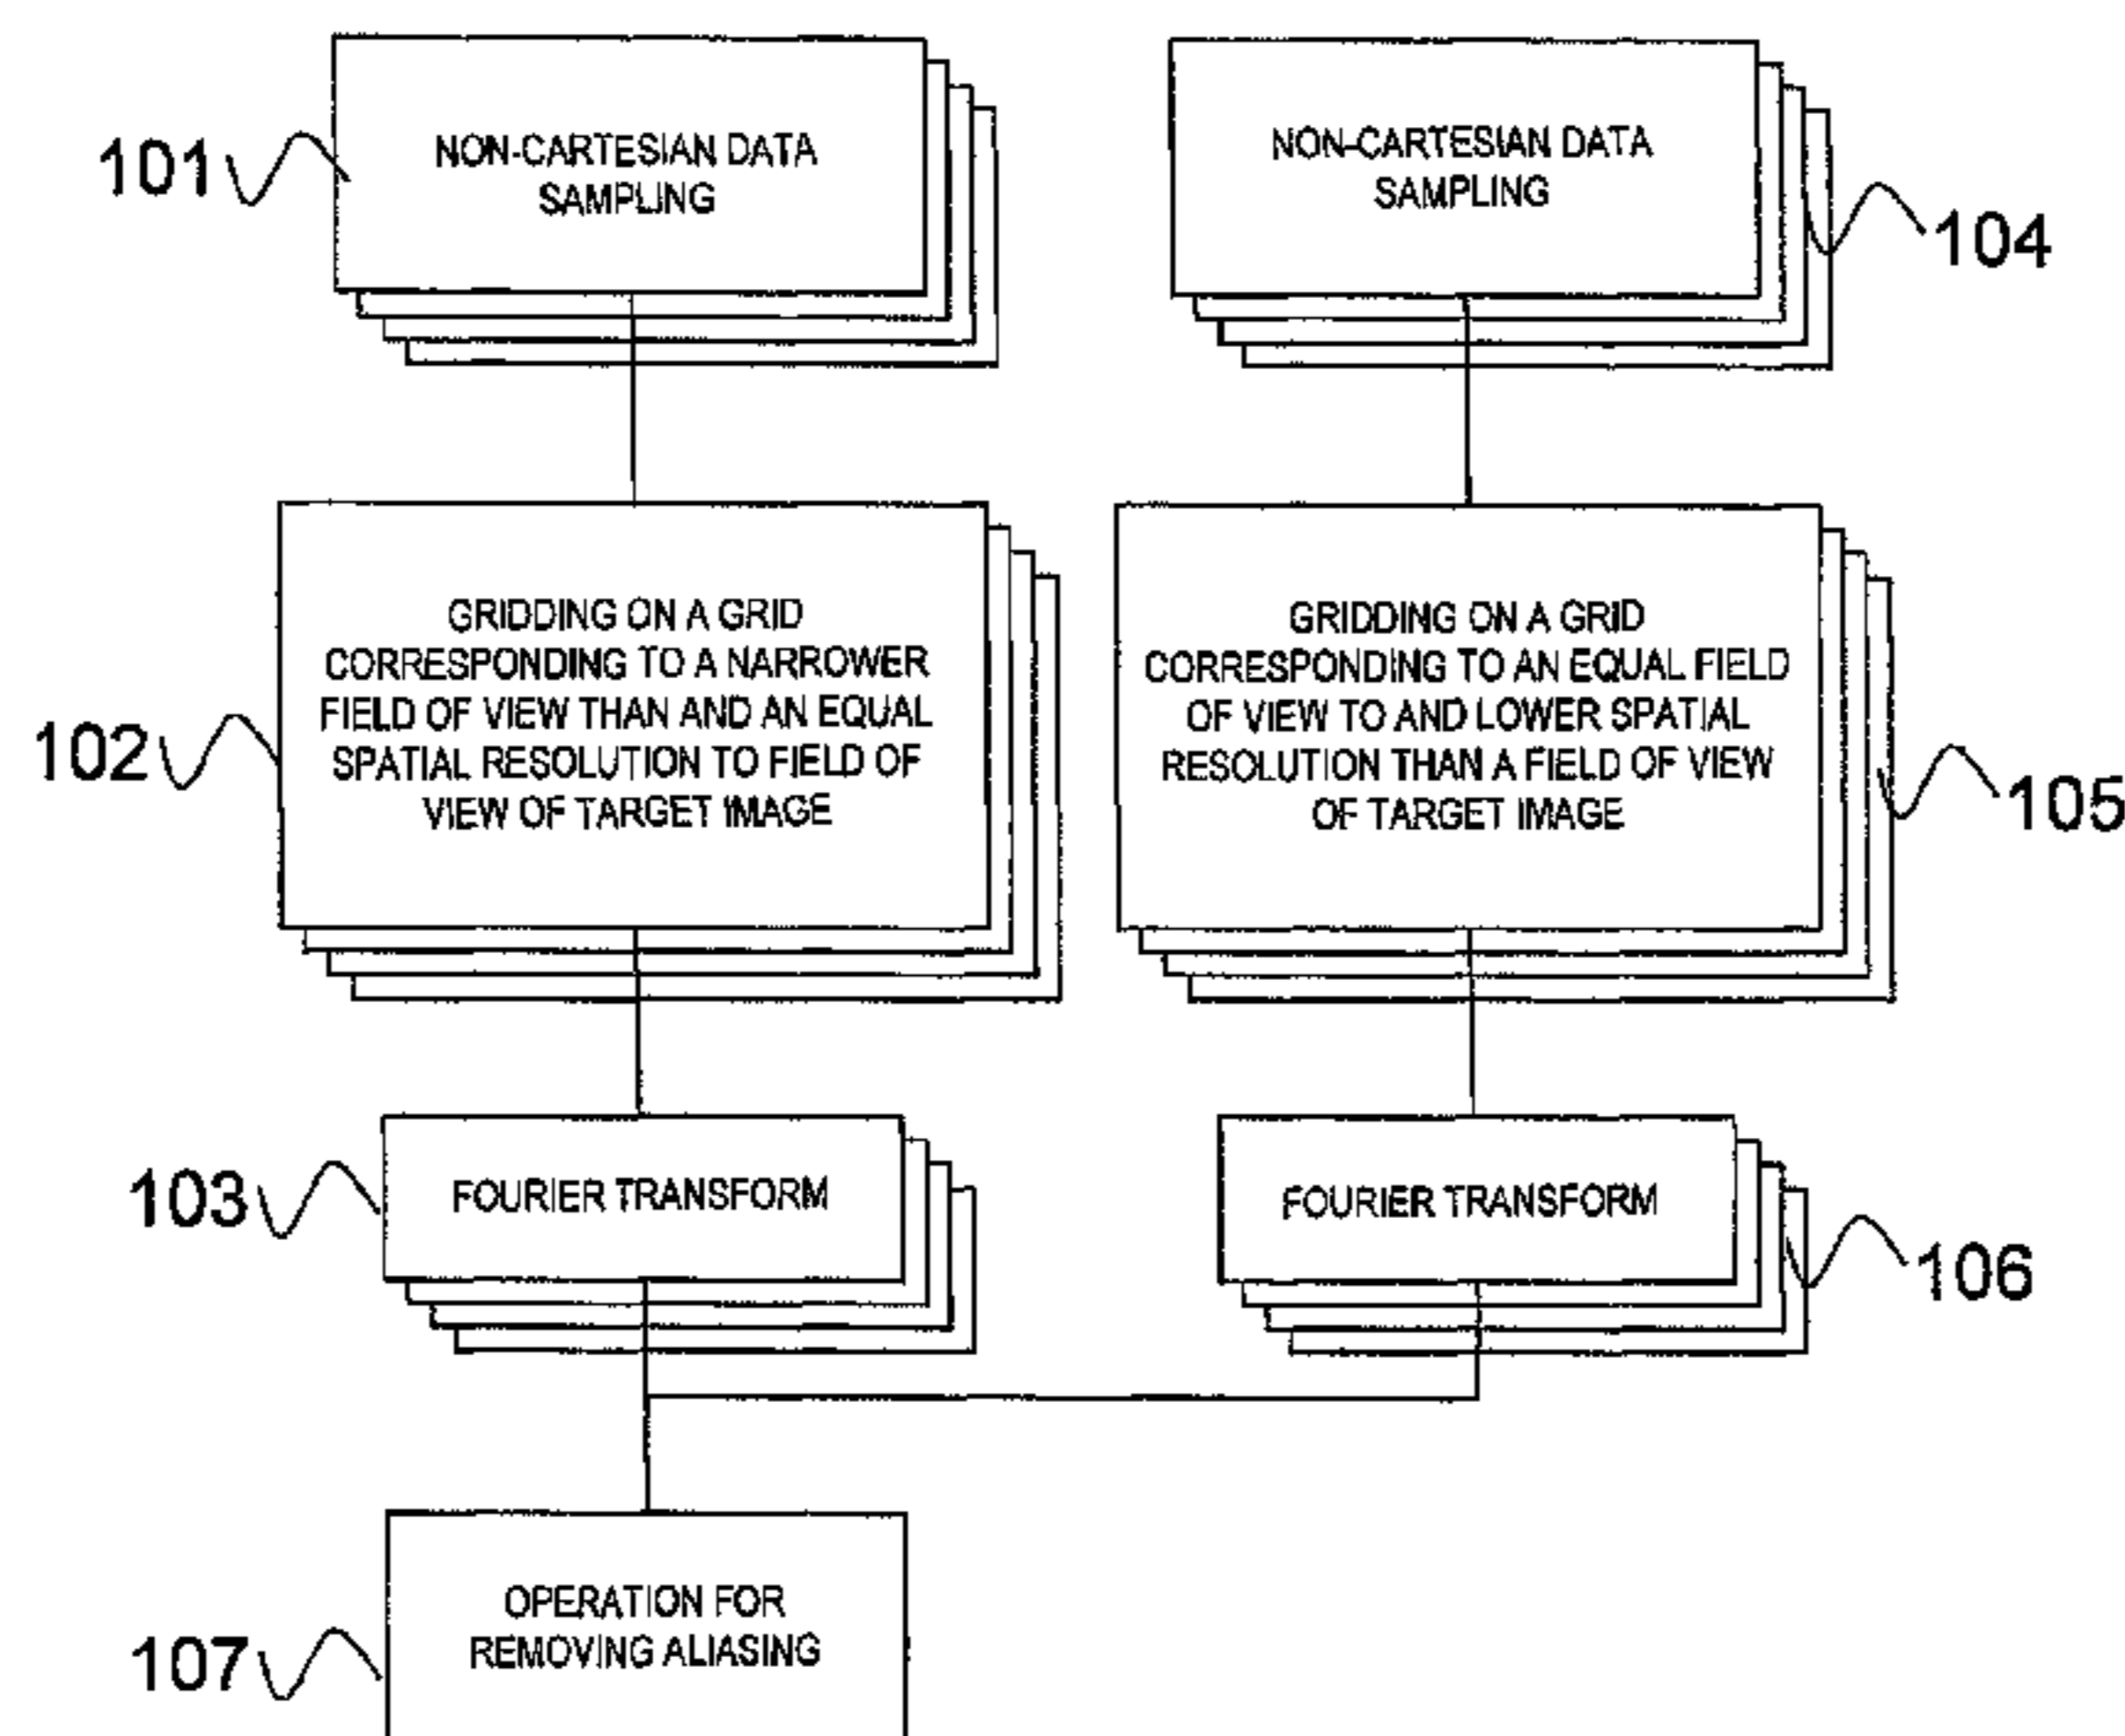 101
NON-CARTESIAN DATA
SAMPLING
NON-CARTESIAN DATA
SAMPLING
104
102
GRIDDING ON A GRID
CORRESPONDING TO A NARROWER
FIELD OF VIEW THAN AND AN EQUAL
SPATIAL RESOLUTION TO FIELD OF
VIEW OF TARGET IMAGE
GRIDDING ON A GRID
CORRESPONDING TO AN EQUAL FIELD
OF VIEW TO AND LOWER SPATIAL
RESOLUTION THAN A FIELD OF VIEW
OF TARGET IMAGE
105
103
FOURIER TRANSFORM
FOURIER TRANSFORM
106
107
OPERATION FOR
REMOVING ALIASING